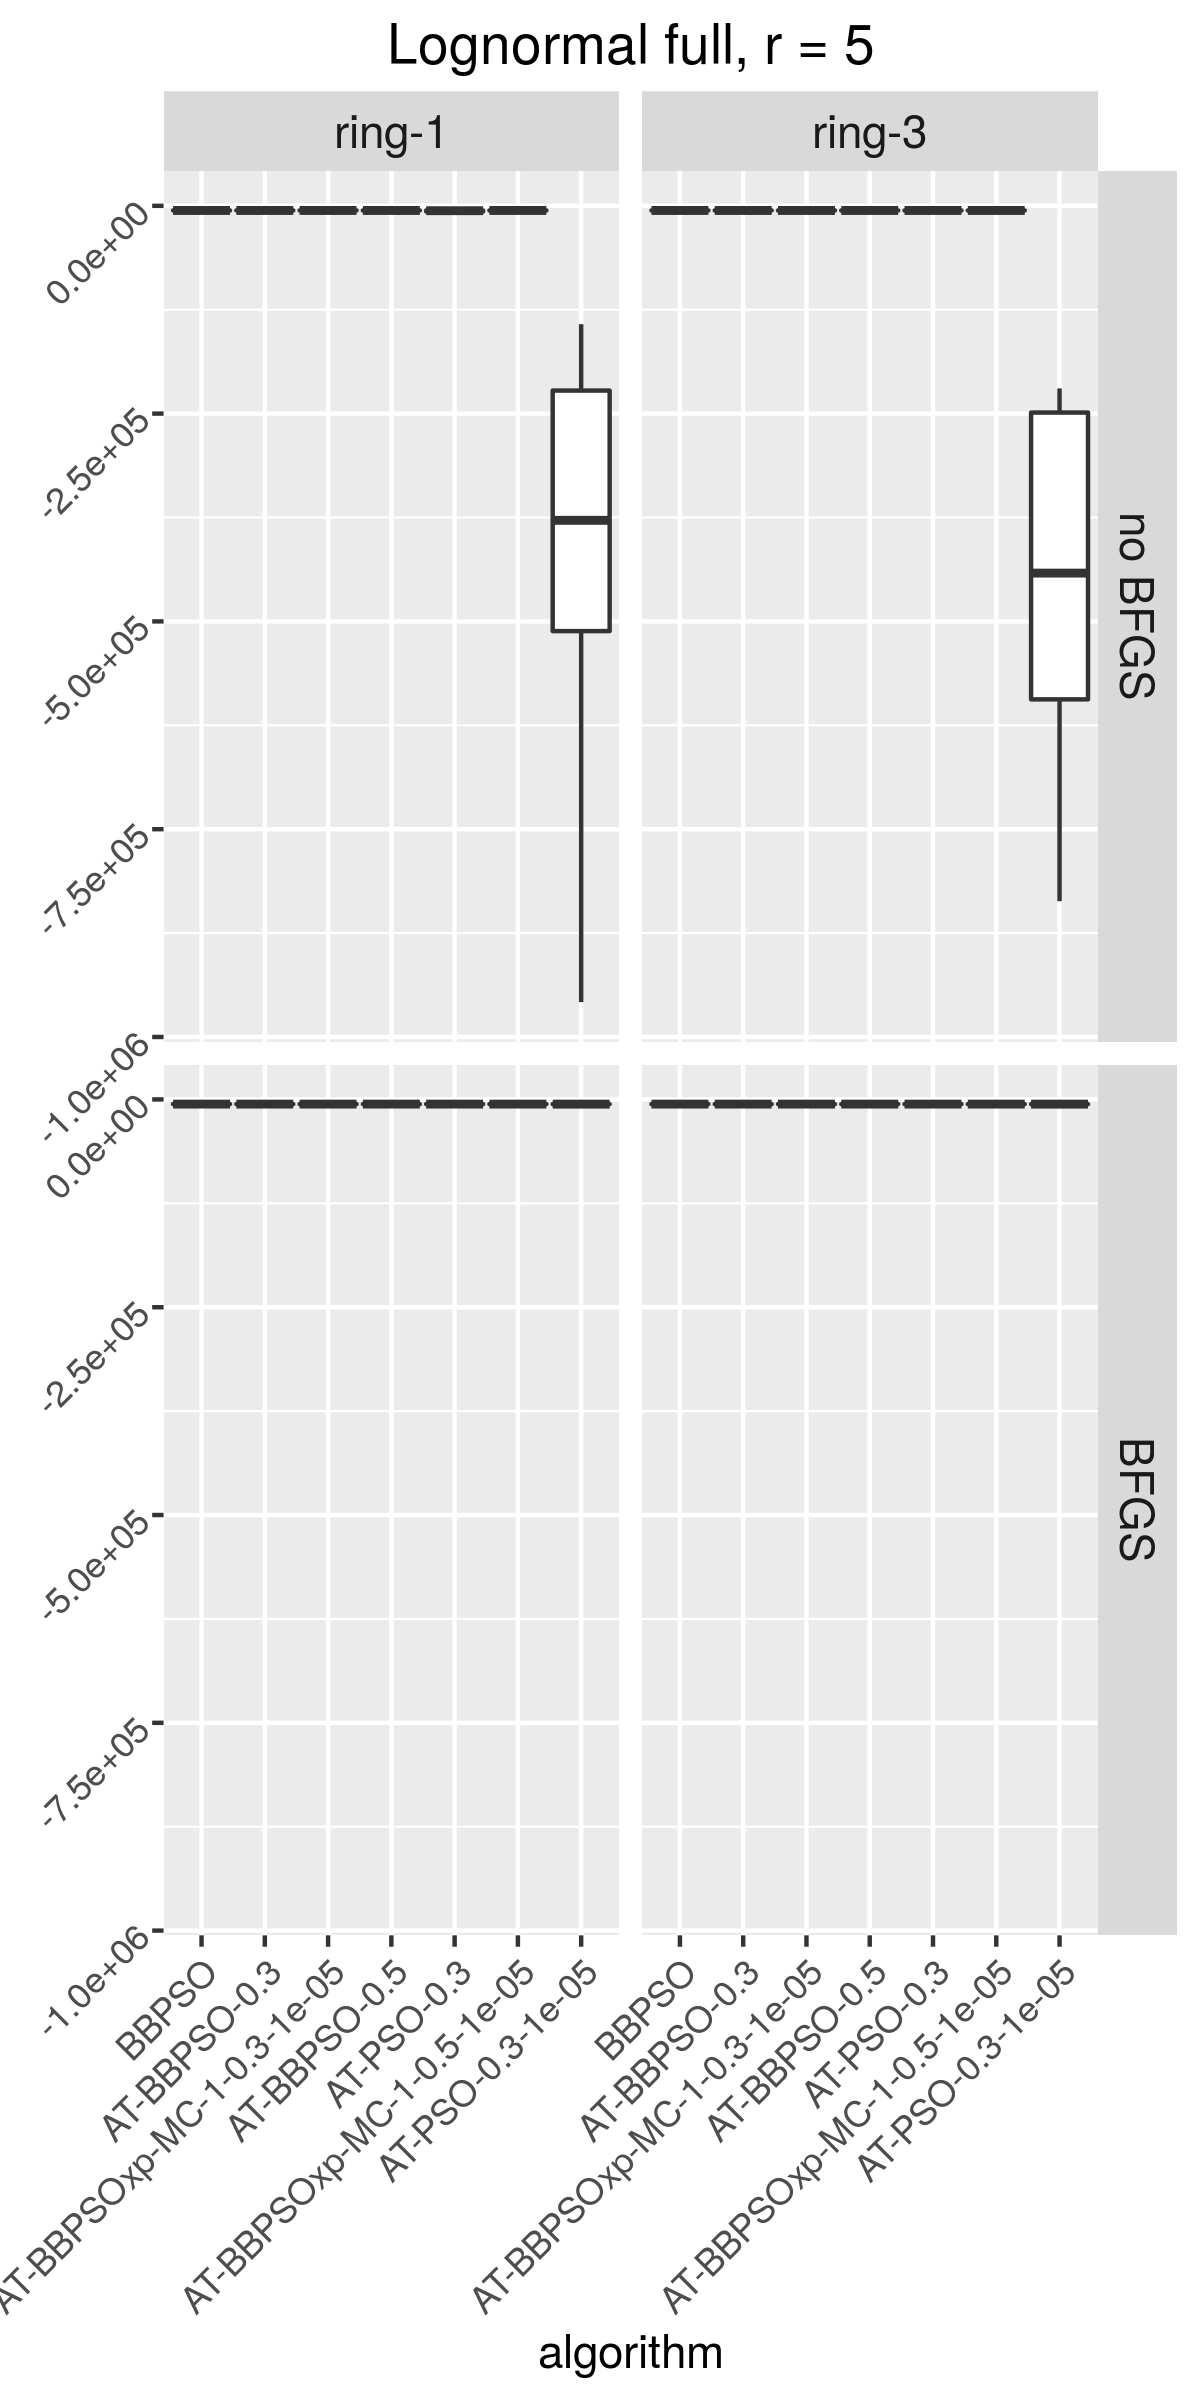 Lognormal full, r = 5
ring-1
ring-3
0.0e+00
-2.5e+05
-5.0e+05
-7.5e+05
-1.0e+06
no BFGS
0.0e+00
-2.5e+05
-5.0e+05
-7.5e+05
-1.0e+06
BFGS
BBPSO
AT-BBPSO-0.3
AT-BBPSOxp-MC-1-0.3-1e-05
AT-BBPSO-0.5
AT-PSO-0.3
AT-BBPSOxp-MC-1-0.5-1e-05
AT-PSO-0.3-1e-05
BBPSO
AT-BBPSO-0.3
AT-BBPSOxp-MC-1-0.3-1e-05
AT-BBPSO-0.5
AT-PSO-0.3
AT-BBPSOxp-MC-1-0.5-1e-05
AT-PSO-0.3-1e-05
algorithm